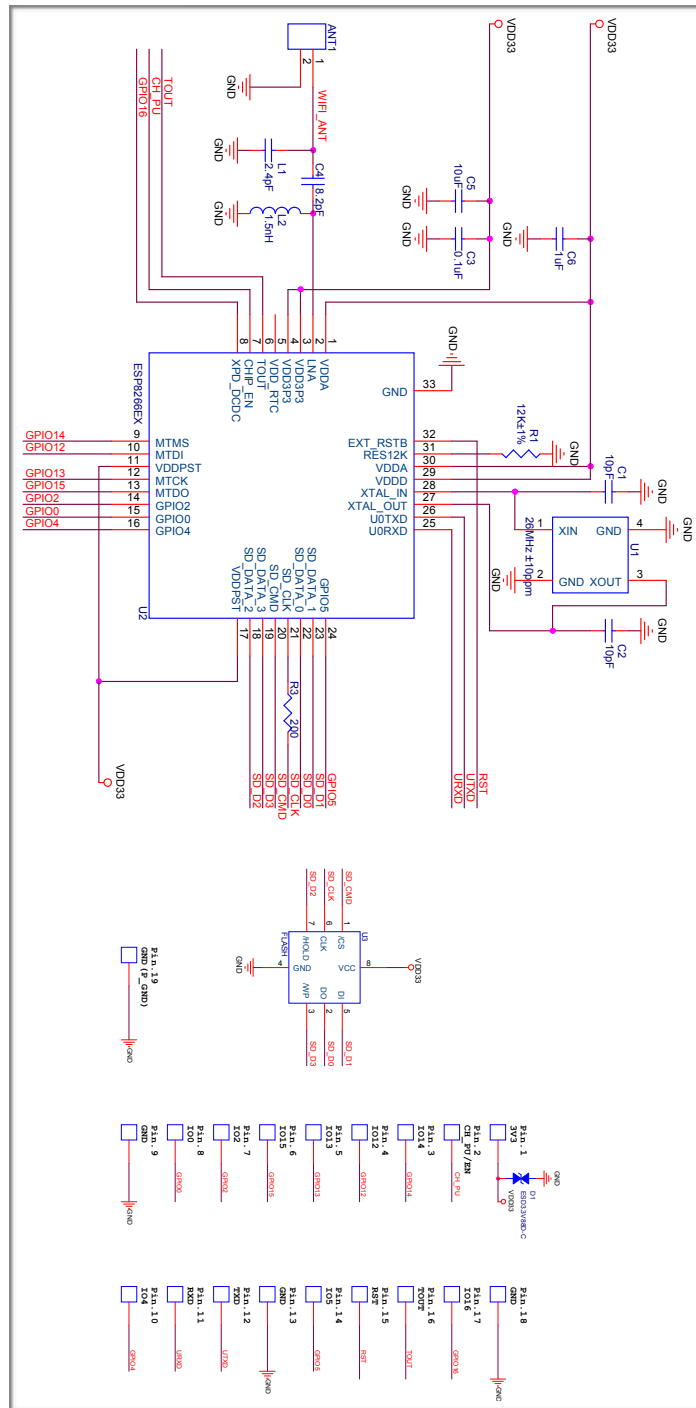 VDD33
VDD33
ANT1
2
1
GND
TOUT
CH_PU
GPIO16
WIFI_ANT
GND
L1
2.4pF
C4
8.2pF
GND
L2
1.5nH
GND
C5
10uF
GND
C3
0.1uF
GND
C6
1uF
8
7
6
5
4
3
2
1
XPD_DCDC
CHIP_EN
TOUT
VDD_RTC
VDD3P3
VDD3P3
LNA
VDDA
ESP8266EX
GND
GND 33
GPIO14 9 MTMS
GPIO12 10 MTDI
11 VDDPST
GPIO13 12 MTCK
GPIO15 13 MTDO
GPIO2 14 GPIO2
GPIO0 15 GPIO0
GPIO4 16 GPIO4
EXT_RSTB 32
RES12K 31
VDDA 30
VDDD 29
XTAL_IN 28
XTAL_OUT 27
U0TXD 26
U0RXD 25
R1
12K±1%
GND
C1
10pF
GND
U1
26MHz ±10ppm
1 XIN
GND 4
2 GND
XOUT 3
GND
GND
C2
10pF
GND
U2
VDDPST
SD_DATA_2
SD_DATA_3
SD_CMD
SD_CLK
SD_DATA_0
SD_DATA_1
GPIO5
17
18
19
20
21
22
23
24
R3
200
VDD33
SD_D2
SD_D3
SD_CMD
SD_CLK
SD_D0
SD_D1
GPIO5
URXD
UTXD
RST
SD_D2
SD_CLK
SD_CMD
7
6
1
U3
FLASH
/HOLD
CLK
/CS
GND 4 GND
VCC 8 VDD33
/WP
DO
DI
3
2
5
SD_D3
SD_D0
SD_D1
Pin.19
GND(P_GND)
GND
Pin.1
3V3
D1
ESD33V88D-C
GND
VDD33
Pin.2
CH_PU/EN
CH_PU
Pin.3
IO14
GPIO14
Pin.4
IO12
GPIO12
Pin.5
IO13
GPIO13
Pin.6
IO15
GPIO15
Pin.7
IO2
GPIO2
Pin.8
IO0
GPIO0
Pin.9
GND
GND
Pin.18
GND
GND
Pin.17
IO16
GPIO16
Pin.16
TOUT
TOUT
Pin.15
RST
RST
Pin.14
IO5
GPIO5
Pin.13
GND
GND
Pin.12
TXD
UTXD
Pin.11
RXD
URXD
Pin.10
IO4
GPIO4